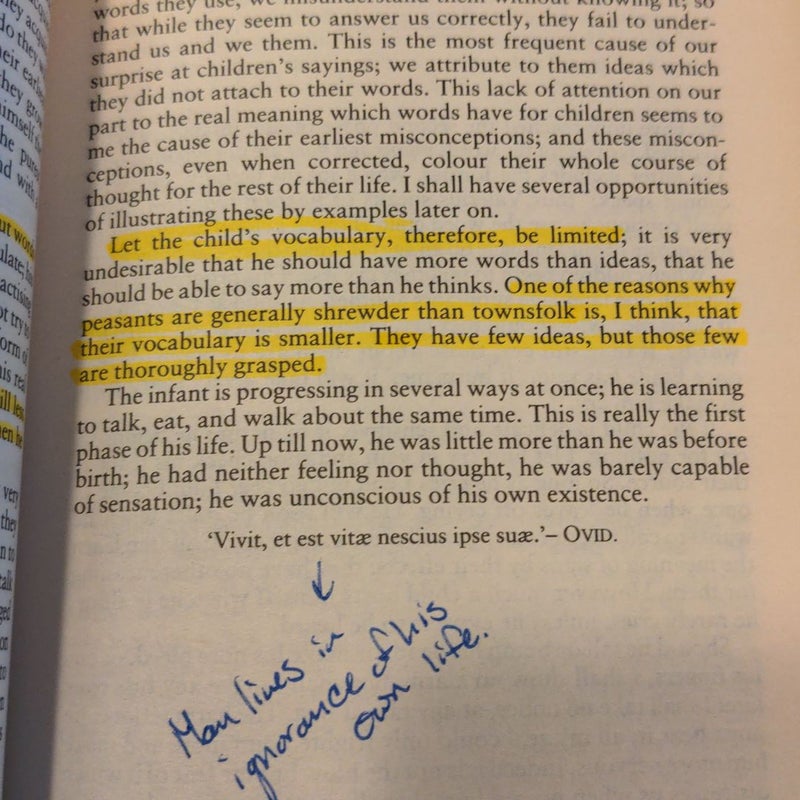 words they use, we misunderstand them without knowing it; so
that while they seem to answer us correctly, they fail to under-
stand us and we them. This is the most frequent cause of our
surprise at children's sayings; we attribute to them ideas which
they did not attach to their words. This lack of attention on our
part to the real meaning which words have for children seems to
me the cause of their earliest misconceptions; and these miscon-
ceptions, even when corrected, colour their whole course of
thought for the rest of their life. I shall have several opportunities
of illustrating these by examples later on.
Let the child's vocabulary, therefore, be limited; it is very
undesirable that he should have more words than ideas, that he
should be able to say more than he thinks. One of the reasons why
peasants are generally shrewder than townsfolk is, I think, that
their vocabulary is smaller. They have few ideas, but those few
are thoroughly grasped.
The infant is progressing in several ways at once; he is learning
to talk, eat, and walk about the same time. This is really the first
phase of his life. Up till now, he was little more than he was before
birth; he had neither feeling nor thought, he was barely capable
of sensation; he was unconscious of his own existence.
'Vivit, et est vitæ nescius ipse suæ.'– OVID.
Man lives in
ignorance of his
own life.